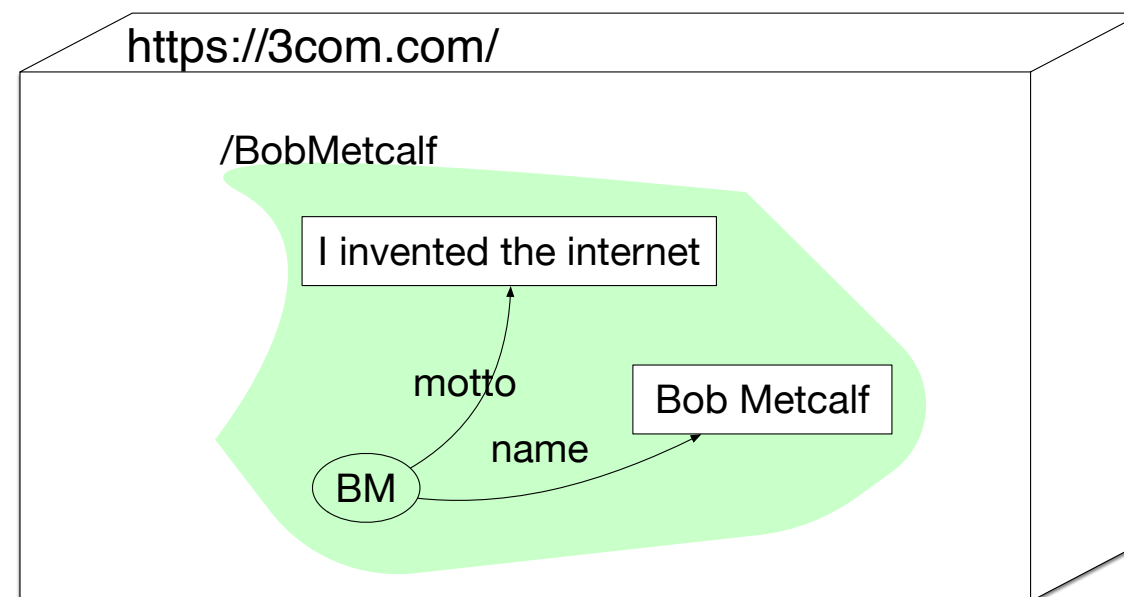 https://3com.com/
/BobMetcalf
I invented the internet
motto
Bob Metcalf
name
BM